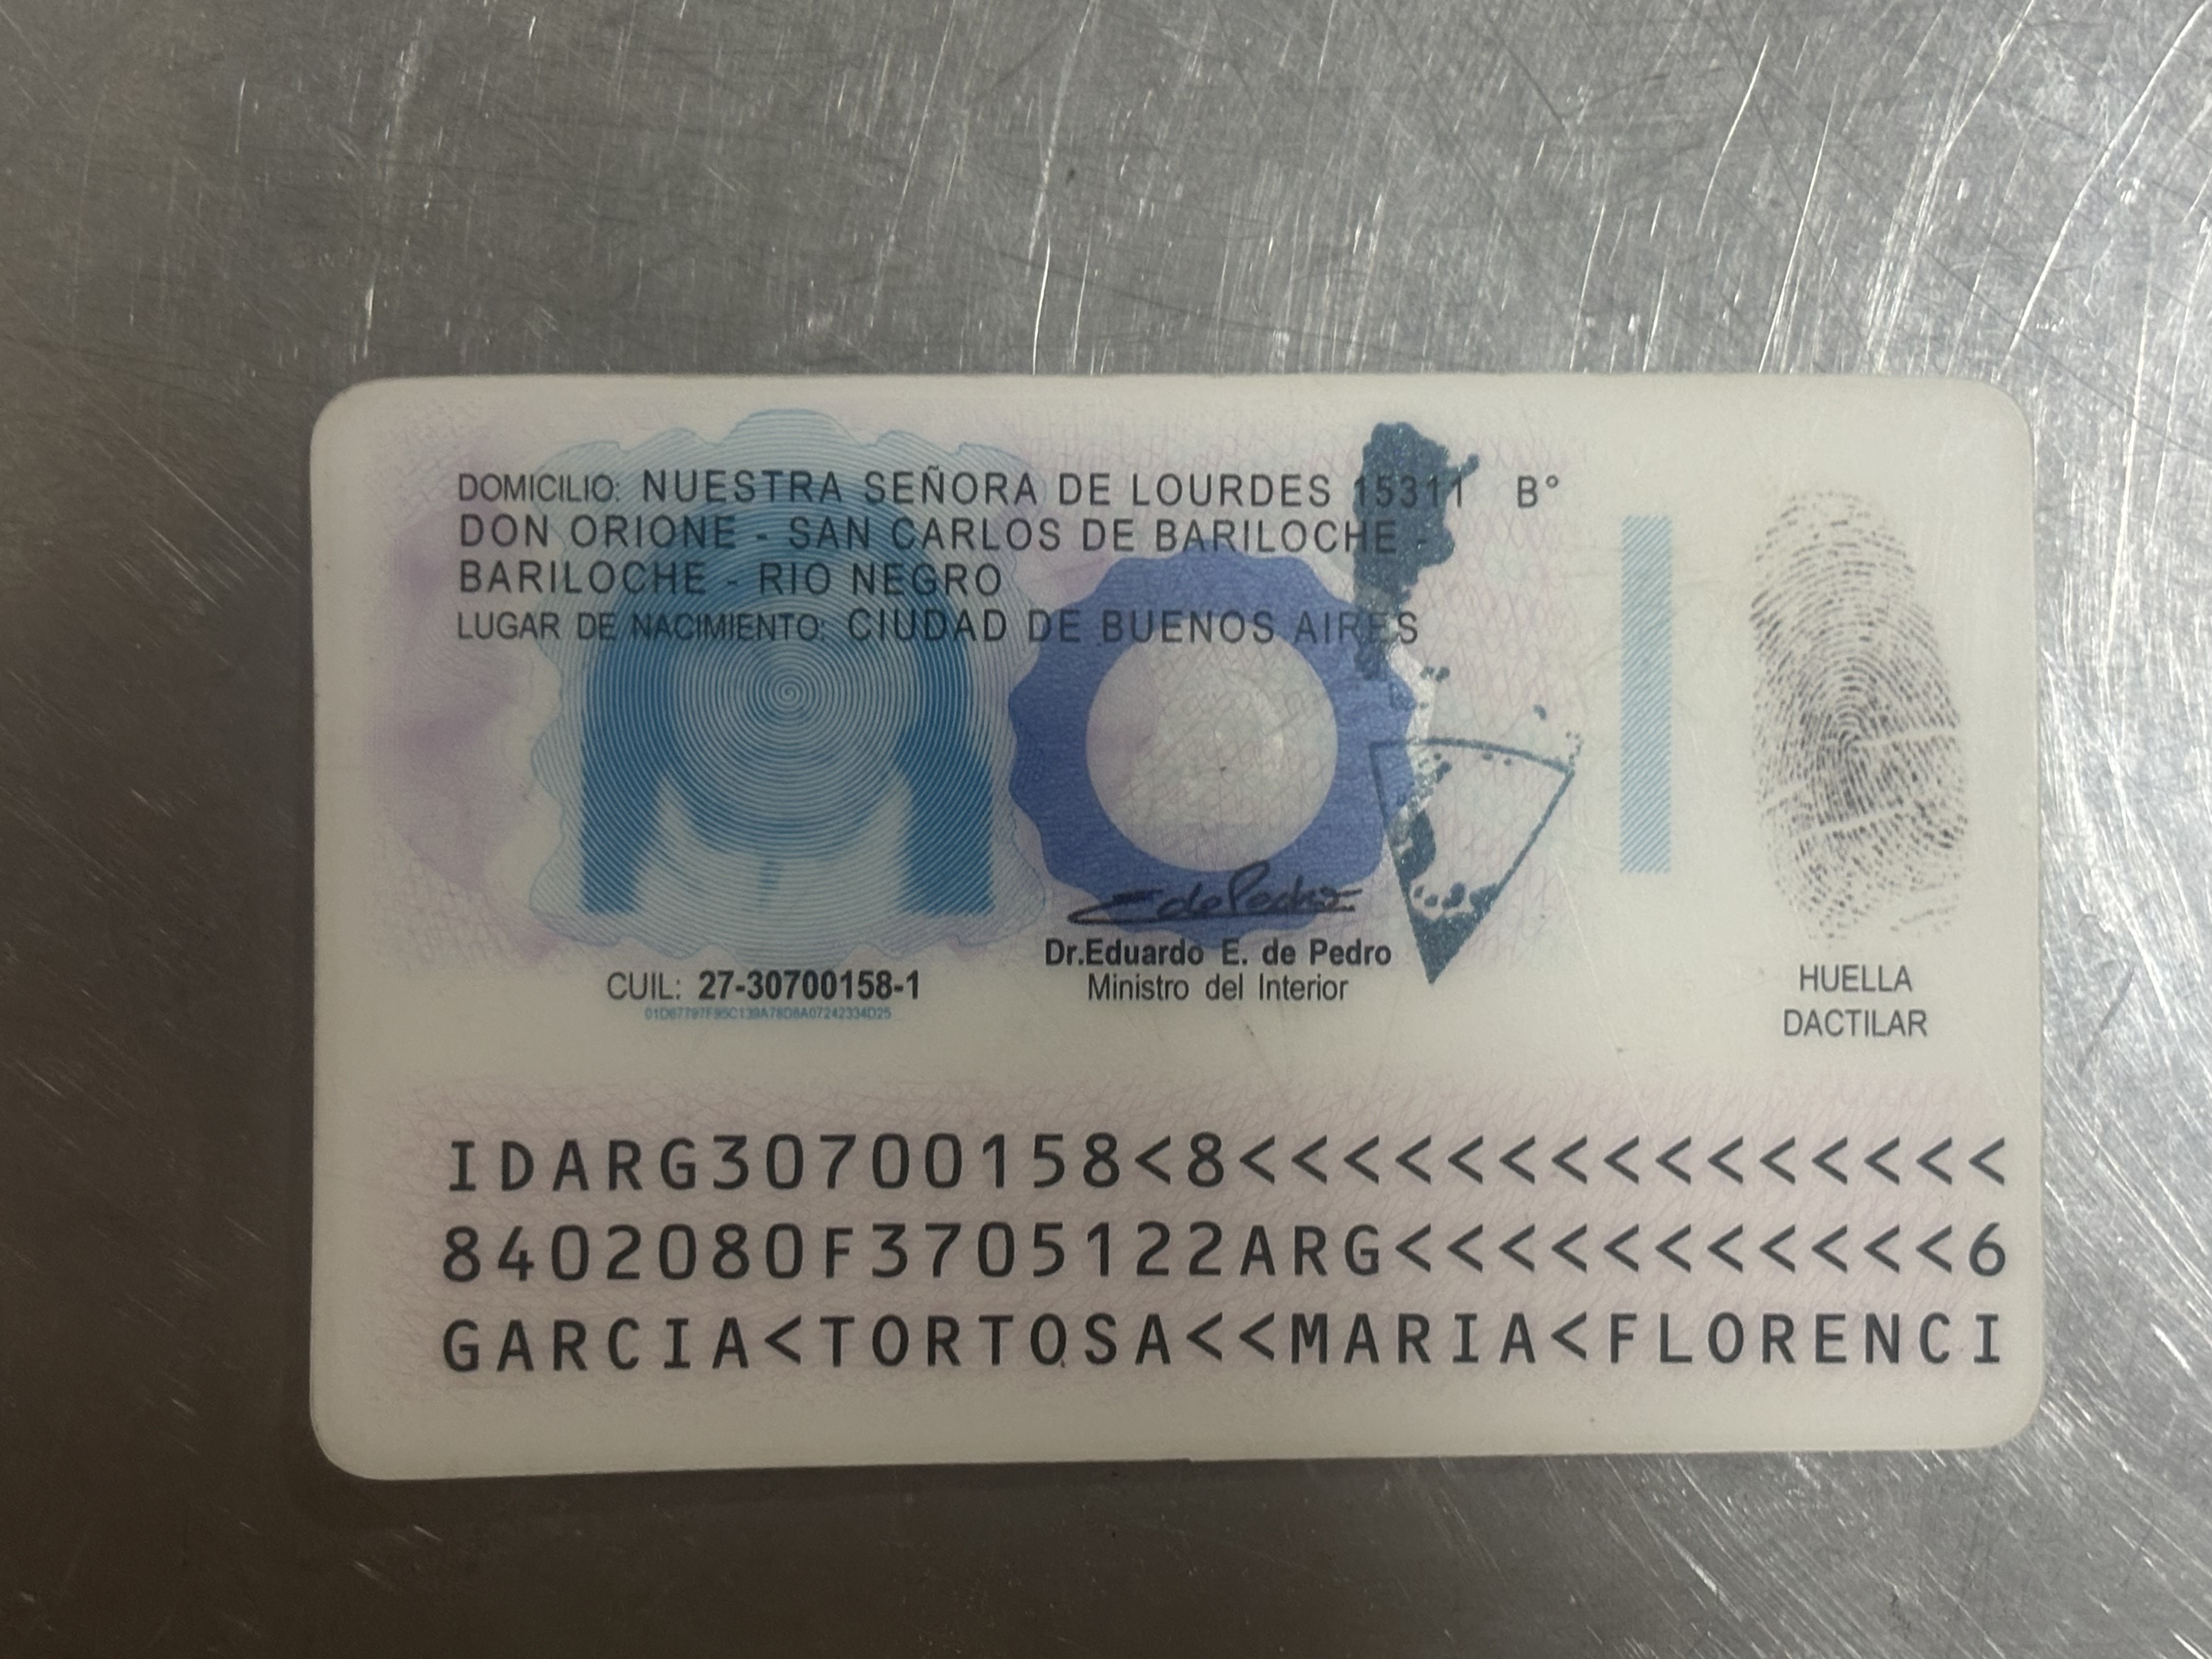 DOMICILIO: NUESTRA SEÑORA DE LOURDES 15311 B°
DON ORIONE - SAN CARLOS DE BARILOCHE -
BARILOCHE - RIO NEGRO
LUGAR DE NACIMIENTO: CIUDAD DE BUENOS AIRES
Dr.Eduardo E. de Pedro
Ministro del Interior
CUIL: 27-30700158-1
HUELLA
DACTILAR
IDARG30700158<8<<<<<<<<<<<<<<<
8402080F3705122ARG<<<<<<<<<<<6
GARCIA<TORTOSA<<MARIA<FLORENCI